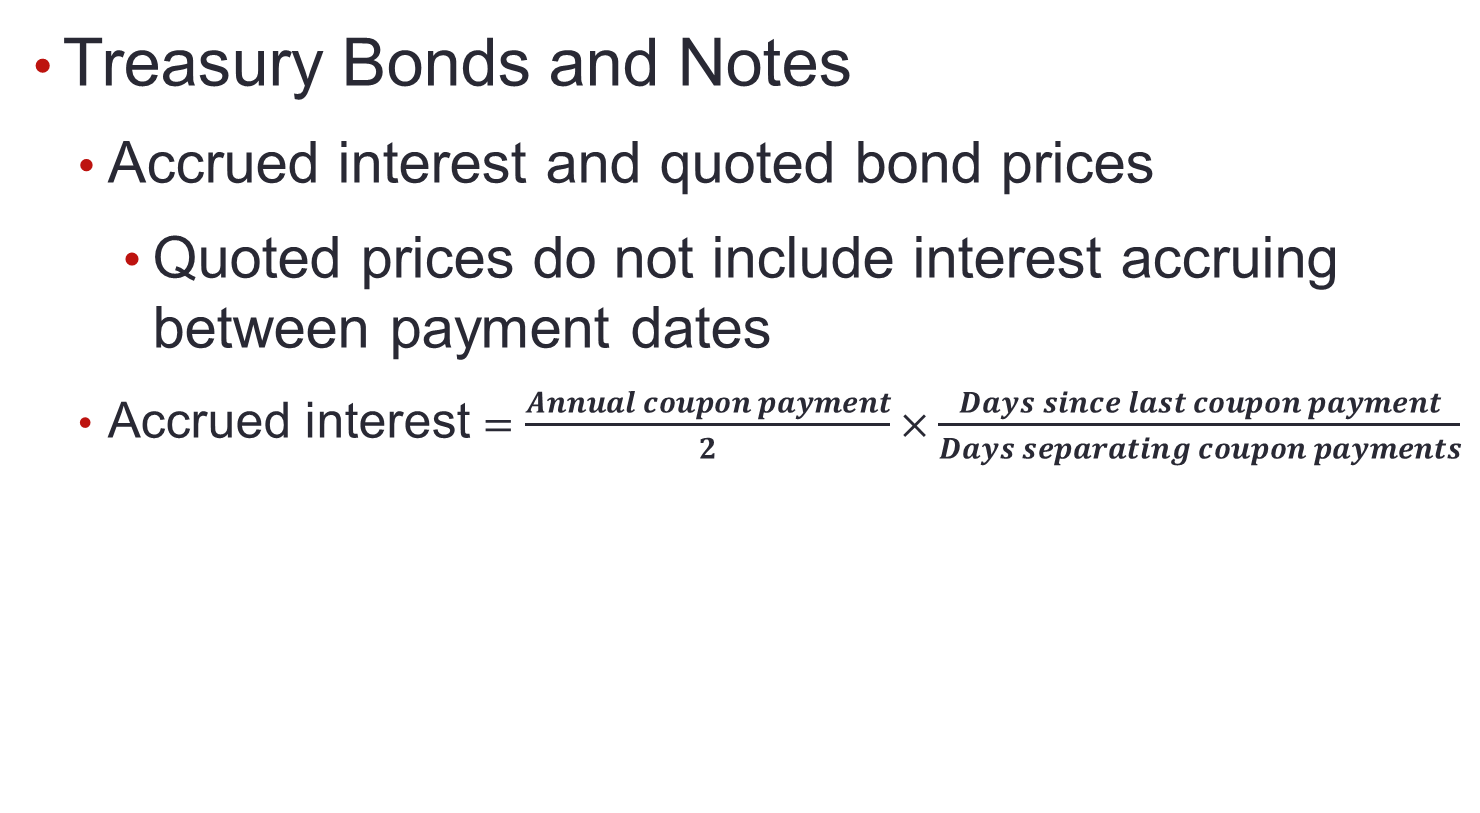 • Treasury Bonds and Notes
• Accrued interest and quoted bond prices
• Quoted prices do not include interest accruing
between payment dates
• Accrued interest = Annual coupon payment / 2 × Days since last coupon payment / Days separating coupon payments